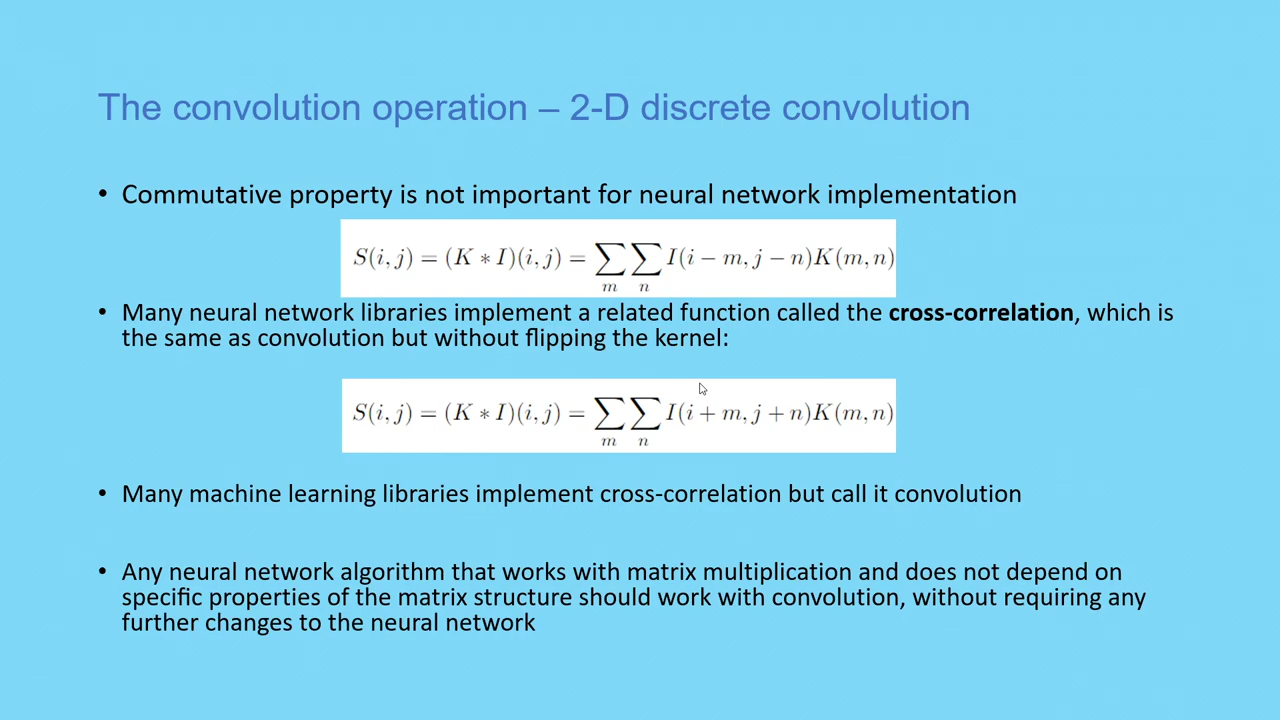 The convolution operation – 2-D discrete convolution
• Commutative property is not important for neural network implementation
S(i, j) = (K ∗ I)(i, j) = ∑∑ I(i − m, j − n)K(m, n)
m n
• Many neural network libraries implement a related function called the cross-correlation, which is
the same as convolution but without flipping the kernel:
S(i, j) = (K ∗ I)(i, j) = ∑∑ I(i + m, j + n)K(m, n)
m n
• Many machine learning libraries implement cross-correlation but call it convolution
• Any neural network algorithm that works with matrix multiplication and does not depend on
specific properties of the matrix structure should work with convolution, without requiring any
further changes to the neural network